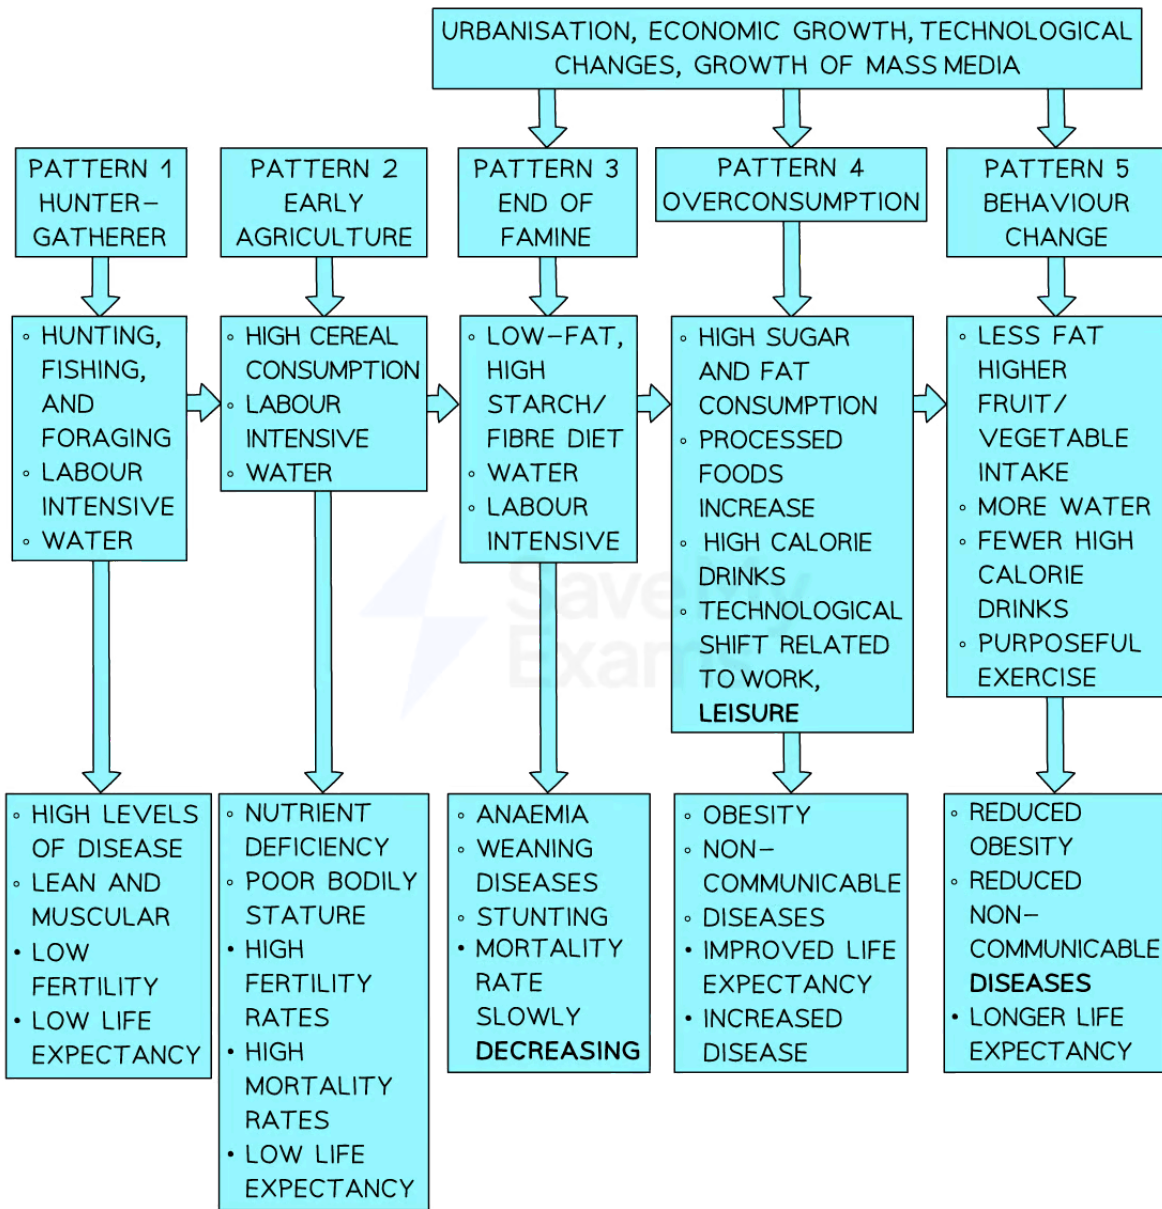 URBANISATION, ECONOMIC GROWTH, TECHNOLOGICAL
CHANGES, GROWTH OF MASS MEDIA
PATTERN 1
HUNTER-
GATHERER
PATTERN 2
EARLY
AGRICULTURE
PATTERN 3
END OF
FAMINE
PATTERN 4
OVERCONSUMPTION
PATTERN 5
BEHAVIOUR
CHANGE
◦ HUNTING,
FISHING,
AND
FORAGING
◦ LABOUR
INTENSIVE
◦ WATER
◦ HIGH CEREAL
CONSUMPTION
◦ LABOUR
INTENSIVE
◦ WATER
◦ LOW-FAT,
HIGH
STARCH/
FIBRE DIET
◦ WATER
◦ LABOUR
INTENSIVE
◦ HIGH SUGAR
AND FAT
CONSUMPTION
◦ PROCESSED
FOODS
INCREASE
◦ HIGH CALORIE
DRINKS
◦ TECHNOLOGICAL
SHIFT RELATED
TO WORK,
LEISURE
◦ LESS FAT
HIGHER
FRUIT/
VEGETABLE
INTAKE
◦ MORE WATER
◦ FEWER HIGH
CALORIE
DRINKS
◦ PURPOSEFUL
EXERCISE
Save My
Exams
◦ HIGH LEVELS
OF DISEASE
◦ LEAN AND
MUSCULAR
• LOW
FERTILITY
• LOW LIFE
EXPECTANCY
◦ NUTRIENT
DEFICIENCY
◦ POOR BODILY
STATURE
• HIGH
FERTILITY
RATES
• HIGH
MORTALITY
RATES
• LOW LIFE
EXPECTANCY
◦ ANAEMIA
◦ WEANING
DISEASES
◦ STUNTING
• MORTALITY
RATE
SLOWLY
DECREASING
◦ OBESITY
◦ NON-
COMMUNICABLE
◦ DISEASES
• IMPROVED LIFE
EXPECTANCY
• INCREASED
DISEASE
◦ REDUCED
OBESITY
◦ REDUCED
NON-
COMMUNICABLE
DISEASES
• LONGER LIFE
EXPECTANCY